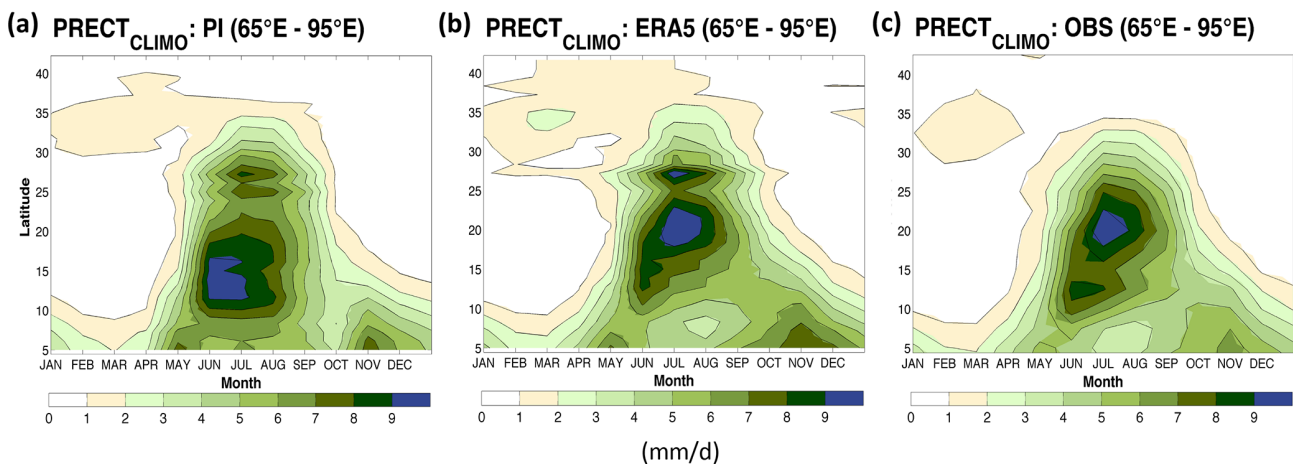 (a) PRECT_CLIMO: PI (65°E - 95°E)
(b) PRECT_CLIMO: ERA5 (65°E - 95°E)
(c) PRECT_CLIMO: OBS (65°E - 95°E)
Latitude
40
35
30
25
20
15
10
5
JAN FEB MAR APR MAY JUN JUL AUG SEP OCT NOV DEC
Month
0 1 2 3 4 5 6 7 8 9
40
35
30
25
20
15
10
5
JAN FEB MAR APR MAY JUN JUL AUG SEP OCT NOV DEC
Month
0 1 2 3 4 5 6 7 8 9
40
35
30
25
20
15
10
5
JAN FEB MAR APR MAY JUN JUL AUG SEP OCT NOV DEC
Month
0 1 2 3 4 5 6 7 8 9
(mm/d)